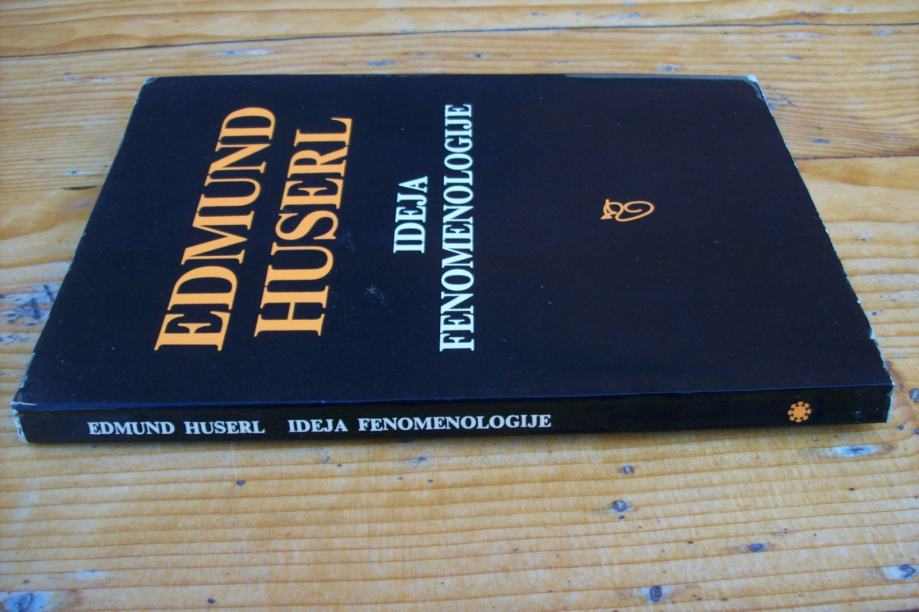 EDMUND
HUSERL
IDEJA
FENOMENOLOGIJE
EDMUND HUSERL IDEJA FENOMENOLOGIJE